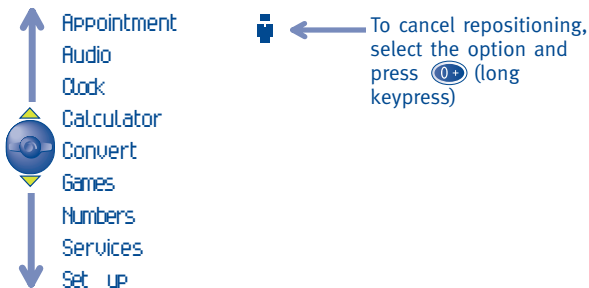 Appointment
Audio
Clock
Calculator
Convert
Games
Numbers
Services
Set up
To cancel repositioning,
select the option and
press 0+ (long
keypress)